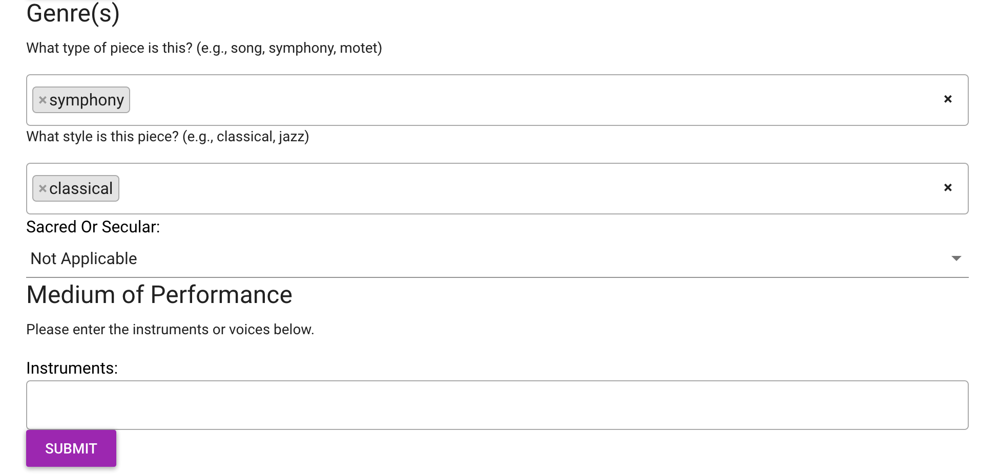 Genre(s)
What type of piece is this? (e.g., song, symphony, motet)
×symphony ×
What style is this piece? (e.g., classical, jazz)
×classical ×
Sacred Or Secular:
Not Applicable
Medium of Performance
Please enter the instruments or voices below.
Instruments:
SUBMIT